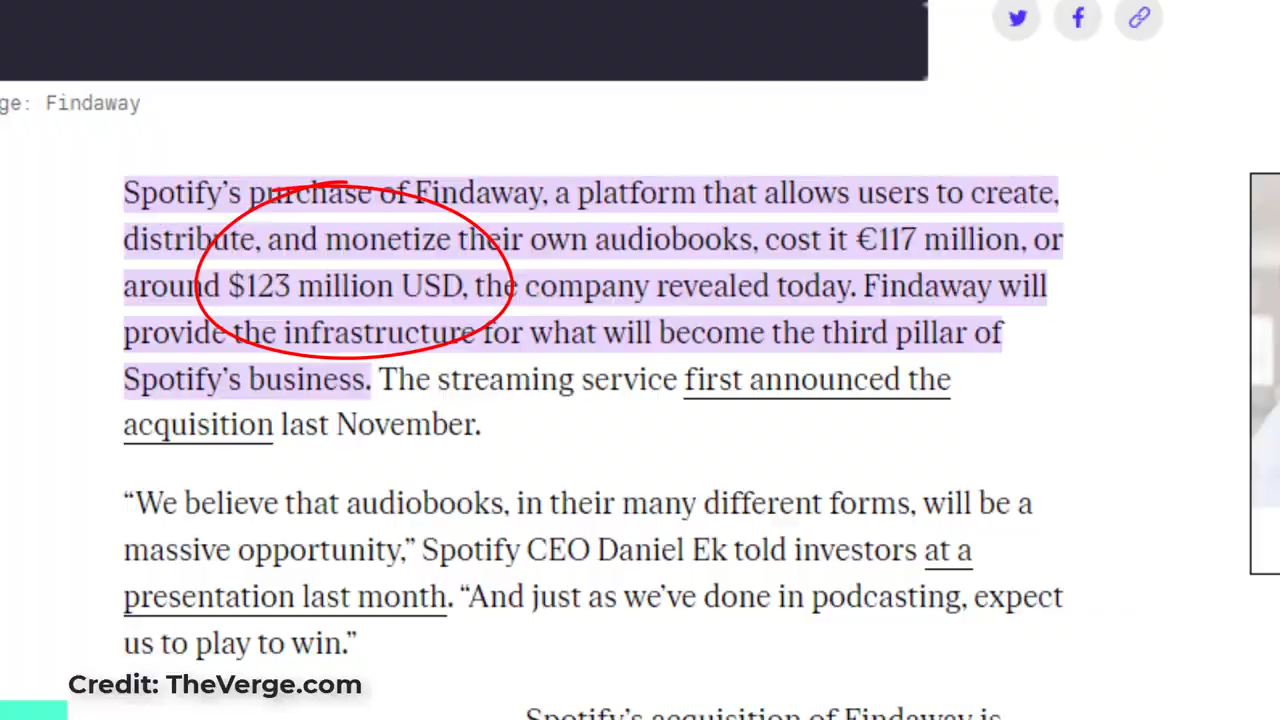 ge: Findaway
Spotify’s purchase of Findaway, a platform that allows users to create,
distribute, and monetize their own audiobooks, cost it €117 million, or
around $123 million USD, the company revealed today. Findaway will
provide the infrastructure for what will become the third pillar of
Spotify’s business. The streaming service first announced the
acquisition last November.
“We believe that audiobooks, in their many different forms, will be a
massive opportunity,” Spotify CEO Daniel Ek told investors at a
presentation last month. “And just as we’ve done in podcasting, expect
us to play to win.”
Credit: TheVerge.com
Spotify’s acquisition of Findaway is